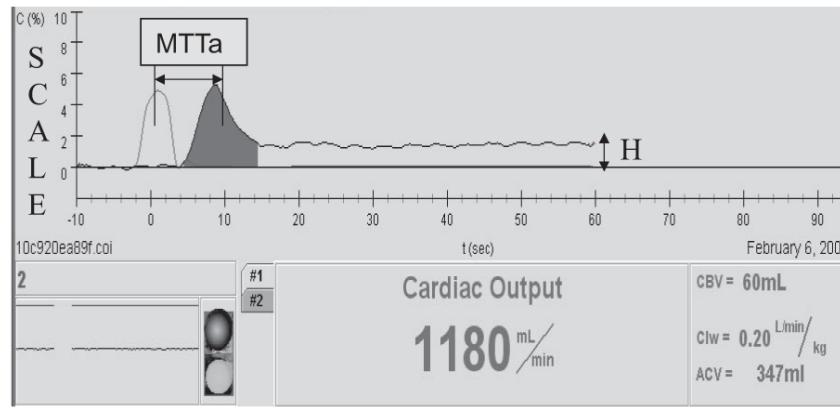 C (%) 10
MTTa
8
6
4
2
0
SCALE
H
-10 0 10 20 30 40 50 60 70 80 90
10c920ea89f.coi t (sec) February 6, 200
2
#1
#2
Cardiac Output
1180 mL/min
CBV = 60mL
CIw = 0.20 L/min/kg
ACV = 347ml